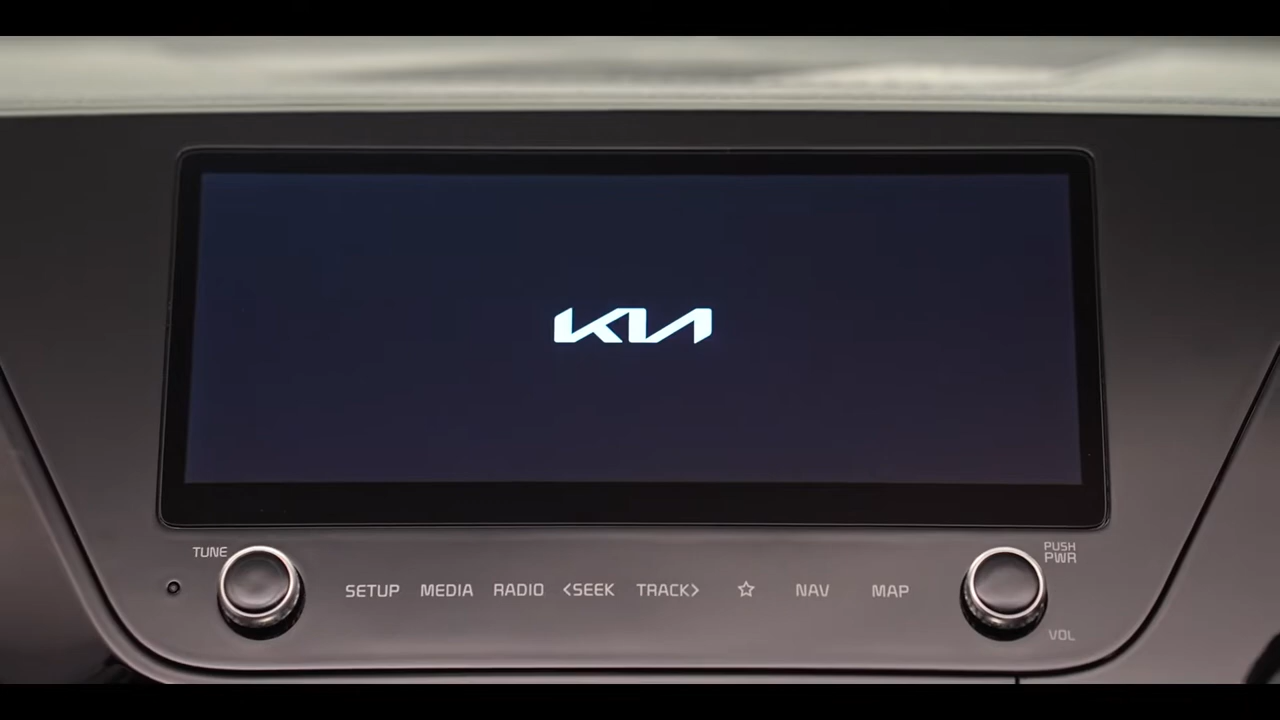 KIA
TUNE
SETUP MEDIA RADIO <SEEK TRACK> ☆ NAV MAP
PUSH
PWR
VOL